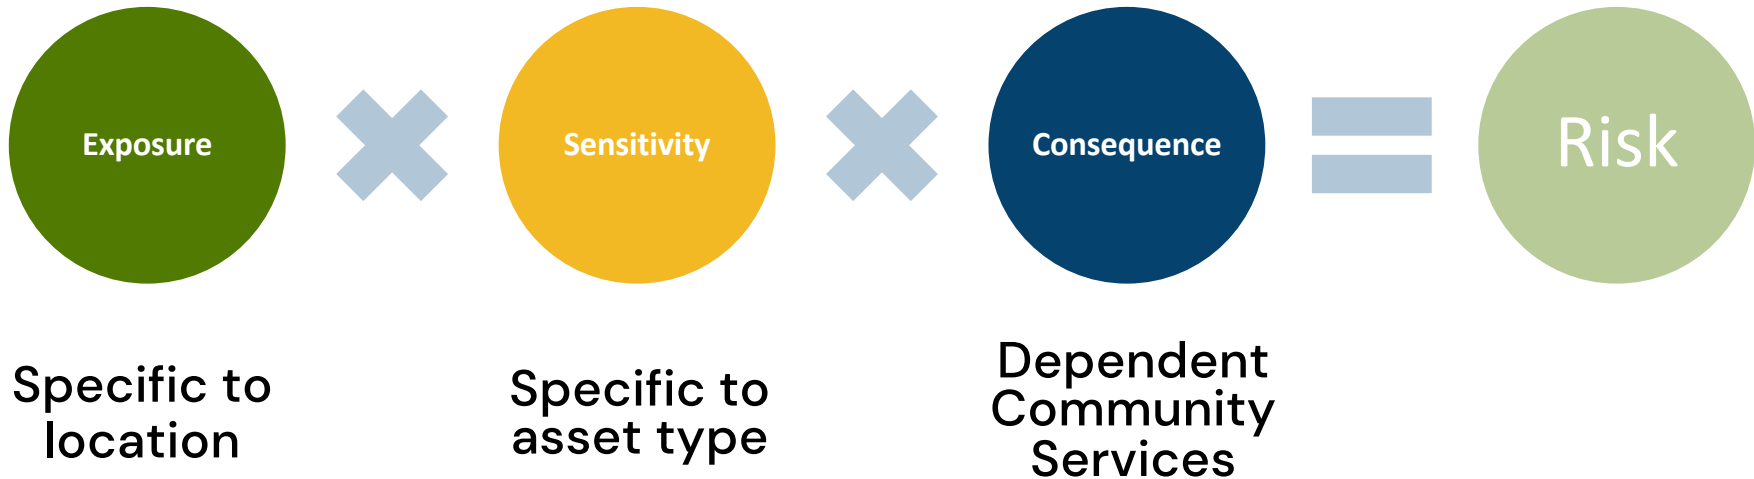 Exposure
Sensitivity
Consequence
Risk
Specific to
location
Specific to
asset type
Dependent
Community
Services